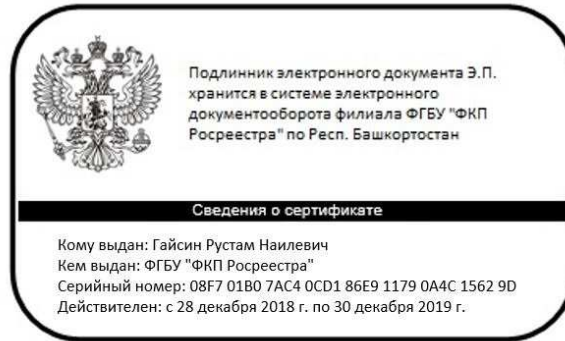 Подлинник электронного документа Э.П.
хранится в системе электронного
документооборота филиала ФГБУ "ФКП
Росреестра" по Респ. Башкортостан
Сведения о сертификате
Кому выдан: Гайсин Рустам Наилевич
Кем выдан: ФГБУ "ФКП Росреестра"
Серийный номер: 08F7 01B0 7AC4 0CD1 86E9 1179 0A4C 1562 9D
Действителен: с 28 декабря 2018 г. по 30 декабря 2019 г.